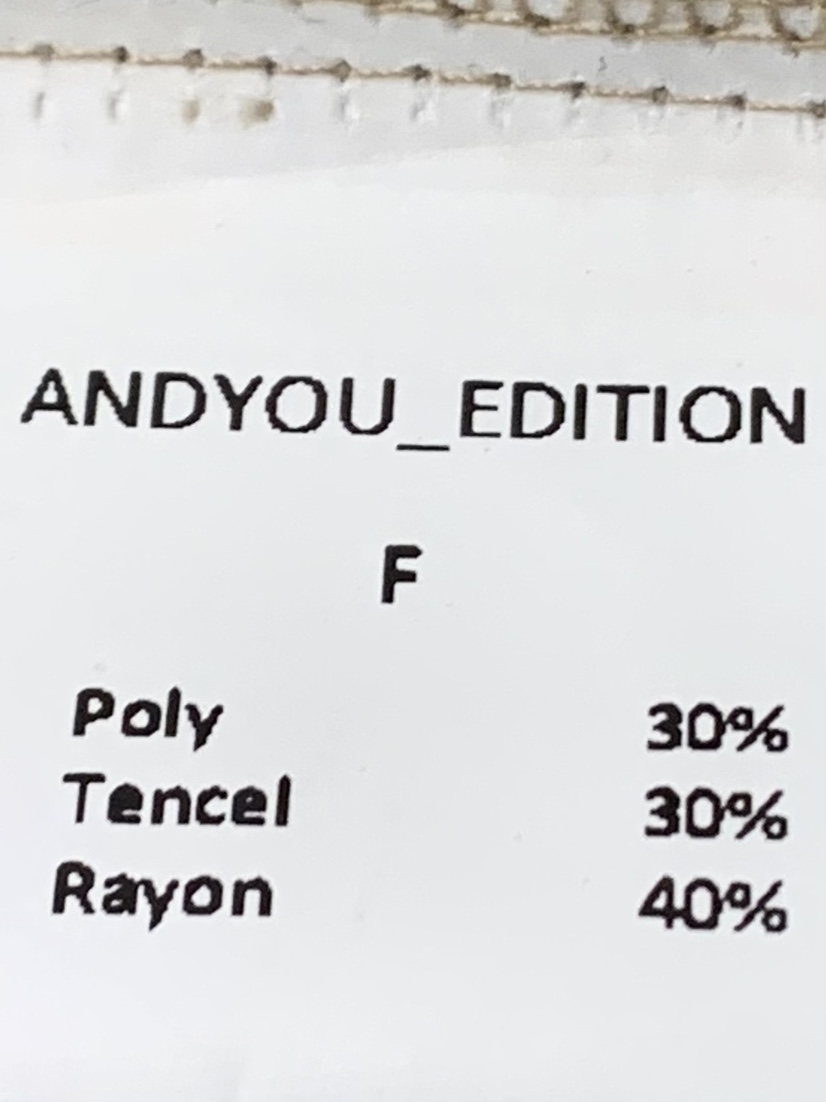 ANDYOU_EDITION
F
Poly 30%
Tencel 30%
Rayon 40%